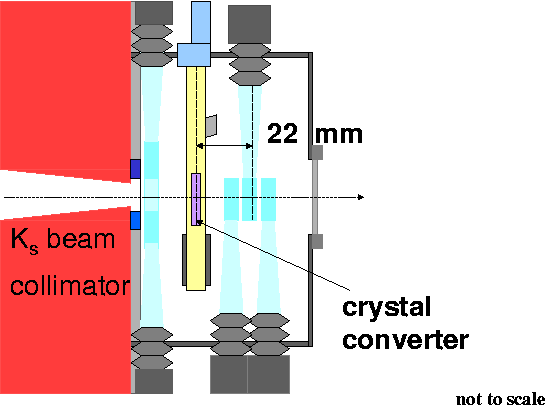 22 mm
Ks beam
collimator
crystal
converter
not to scale